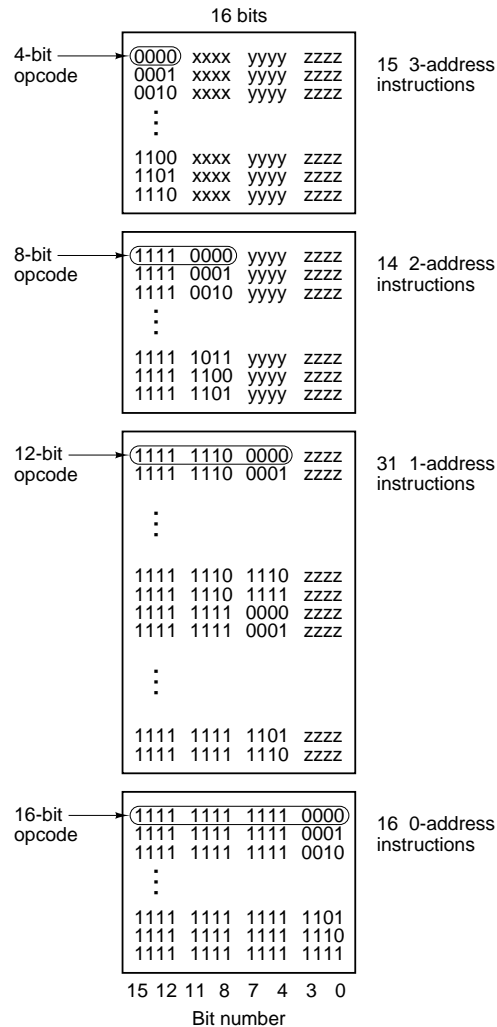 16 bits
4-bit
opcode
0000 xxxx yyyy zzzz
0001 xxxx yyyy zzzz
0010 xxxx yyyy zzzz
⋮
1100 xxxx yyyy zzzz
1101 xxxx yyyy zzzz
1110 xxxx yyyy zzzz
15 3-address
instructions
8-bit
opcode
1111 0000 yyyy zzzz
1111 0001 yyyy zzzz
1111 0010 yyyy zzzz
⋮
1111 1011 yyyy zzzz
1111 1100 yyyy zzzz
1111 1101 yyyy zzzz
14 2-address
instructions
12-bit
opcode
1111 1110 0000 zzzz
1111 1110 0001 zzzz
⋮
1111 1110 1110 zzzz
1111 1110 1111 zzzz
1111 1111 0000 zzzz
1111 1111 0001 zzzz
⋮
1111 1111 1101 zzzz
1111 1111 1110 zzzz
31 1-address
instructions
16-bit
opcode
1111 1111 1111 0000
1111 1111 1111 0001
1111 1111 1111 0010
⋮
1111 1111 1111 1101
1111 1111 1111 1110
1111 1111 1111 1111
16 0-address
instructions
15 12 11 8 7 4 3 0
Bit number